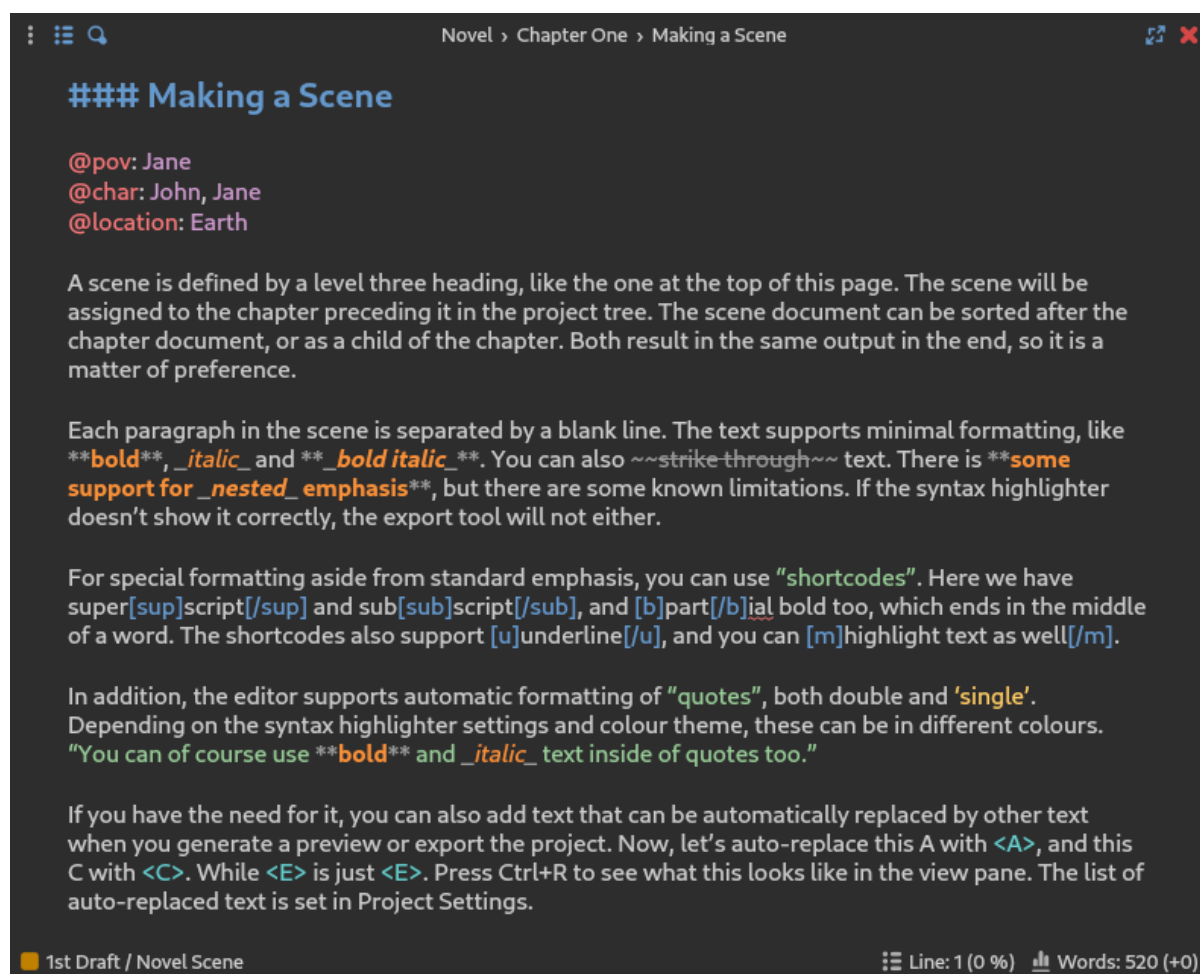 Novel › Chapter One › Making a Scene
### Making a Scene
@pov: Jane
@char: John, Jane
@location: Earth
A scene is defined by a level three heading, like the one at the top of this page. The scene will be
assigned to the chapter preceding it in the project tree. The scene document can be sorted after the
chapter document, or as a child of the chapter. Both result in the same output in the end, so it is a
matter of preference.
Each paragraph in the scene is separated by a blank line. The text supports minimal formatting, like
**bold**, _italic_ and **_bold italic_**. You can also ~~strike through~~ text. There is **some
support for _nested_ emphasis**, but there are some known limitations. If the syntax highlighter
doesn’t show it correctly, the export tool will not either.
For special formatting aside from standard emphasis, you can use “shortcodes”. Here we have
super[sup]script[/sup] and sub[sub]script[/sub], and [b]part[/b]ial bold too, which ends in the middle
of a word. The shortcodes also support [u]underline[/u], and you can [m]highlight text as well[/m].
In addition, the editor supports automatic formatting of “quotes”, both double and ‘single’.
Depending on the syntax highlighter settings and colour theme, these can be in different colours.
“You can of course use **bold** and _italic_ text inside of quotes too.”
If you have the need for it, you can also add text that can be automatically replaced by other text
when you generate a preview or export the project. Now, let’s auto-replace this A with <A>, and this
C with <C>. While <E> is just <E>. Press Ctrl+R to see what this looks like in the view pane. The list of
auto-replaced text is set in Project Settings.
1st Draft / Novel Scene
Line: 1 (0 %) Words: 520 (+0)